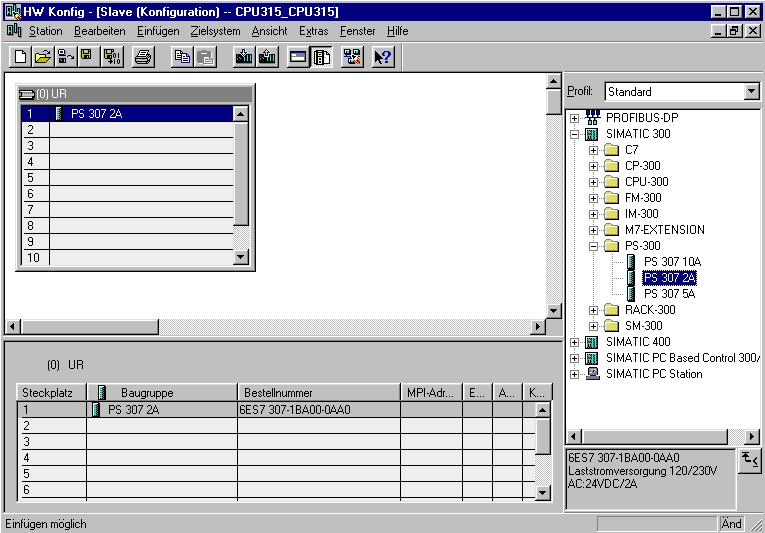 HW Konfig - [Slave (Konfiguration) -- CPU315_CPU315]
Station Bearbeiten Einfügen Zielsystem Ansicht Extras Fenster Hilfe
(0) UR
1 PS 307 2A
2
3
4
5
6
7
8
9
10
Profil: Standard
PROFIBUS-DP
SIMATIC 300
C7
CP-300
CPU-300
FM-300
IM-300
M7-EXTENSION
PS-300
PS 307 10A
PS 307 2A
PS 307 5A
RACK-300
SM-300
SIMATIC 400
SIMATIC PC Based Control 300/
SIMATIC PC Station
(0) UR
Steckplatz Baugruppe Bestellnummer MPI-Adr... E... A... K...
1 PS 307 2A 6ES7 307-1BA00-0AA0
2
3
4
5
6
6ES7 307-1BA00-0AA0
Laststromversorgung 120/230V
AC:24VDC/2A
Einfügen möglich
Änd